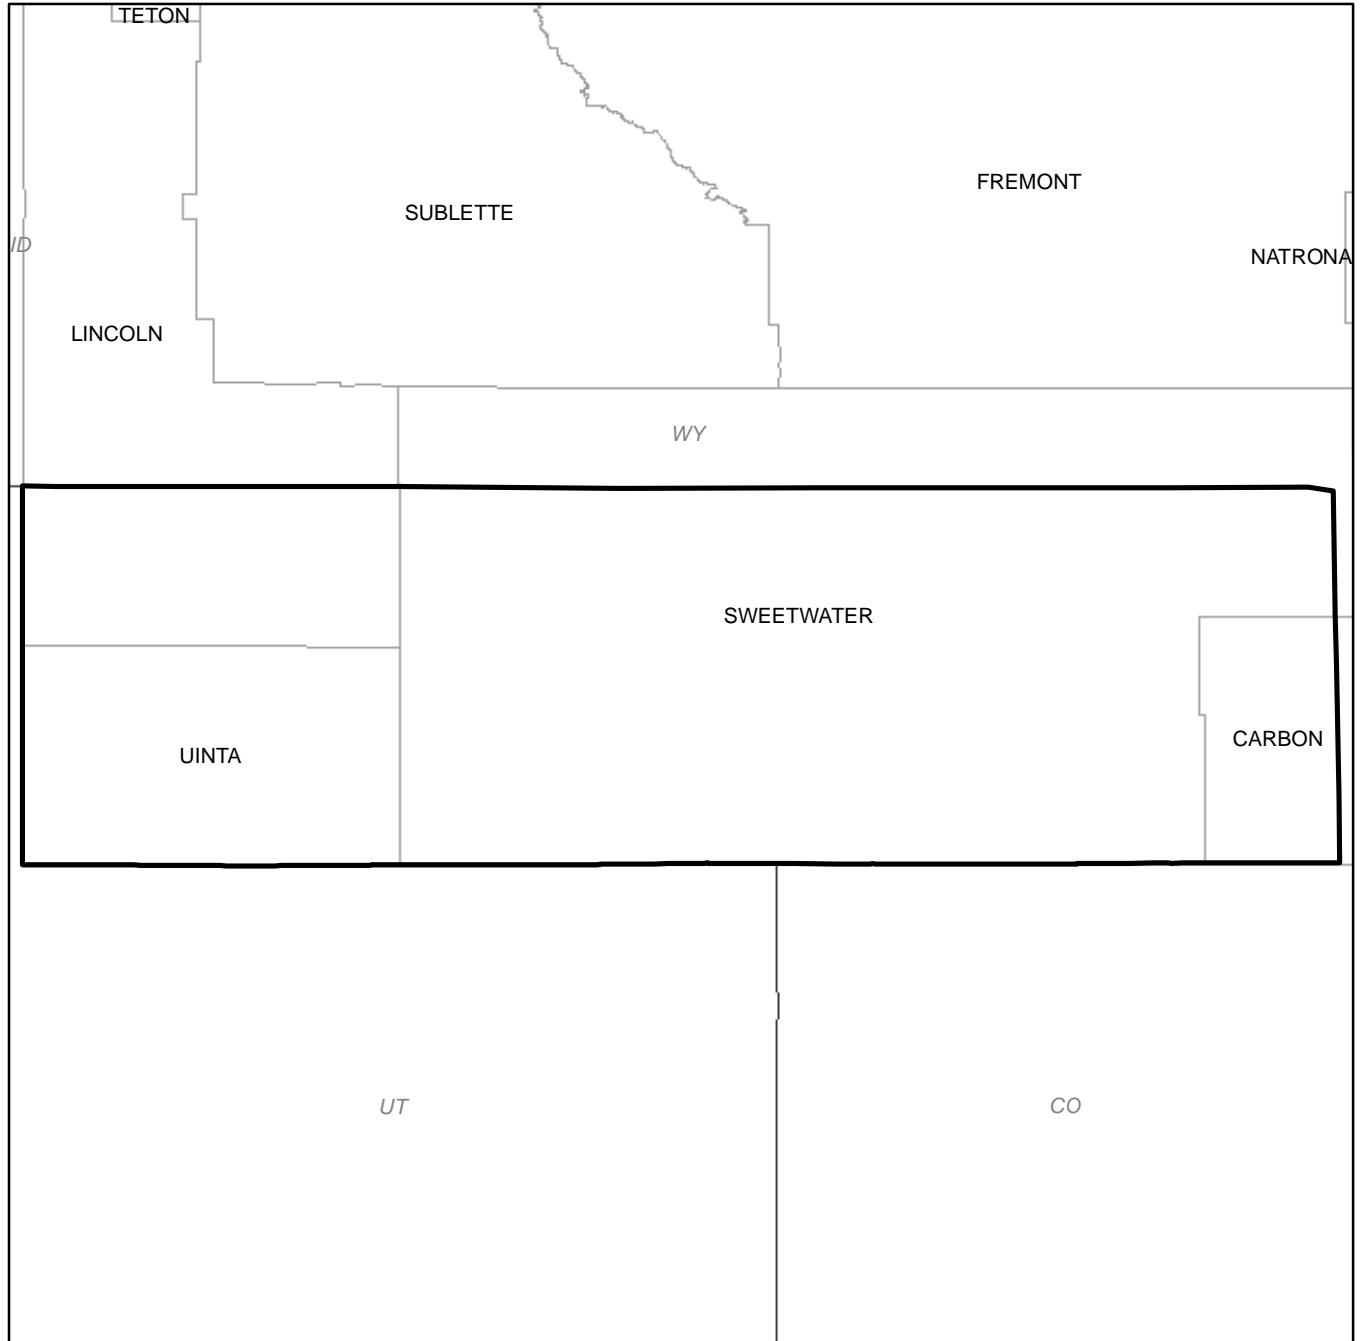 TETON
FREMONT
SUBLETTE
ID
NATRONA
LINCOLN
WY
SWEETWATER
CARBON
UINTA
UT
CO